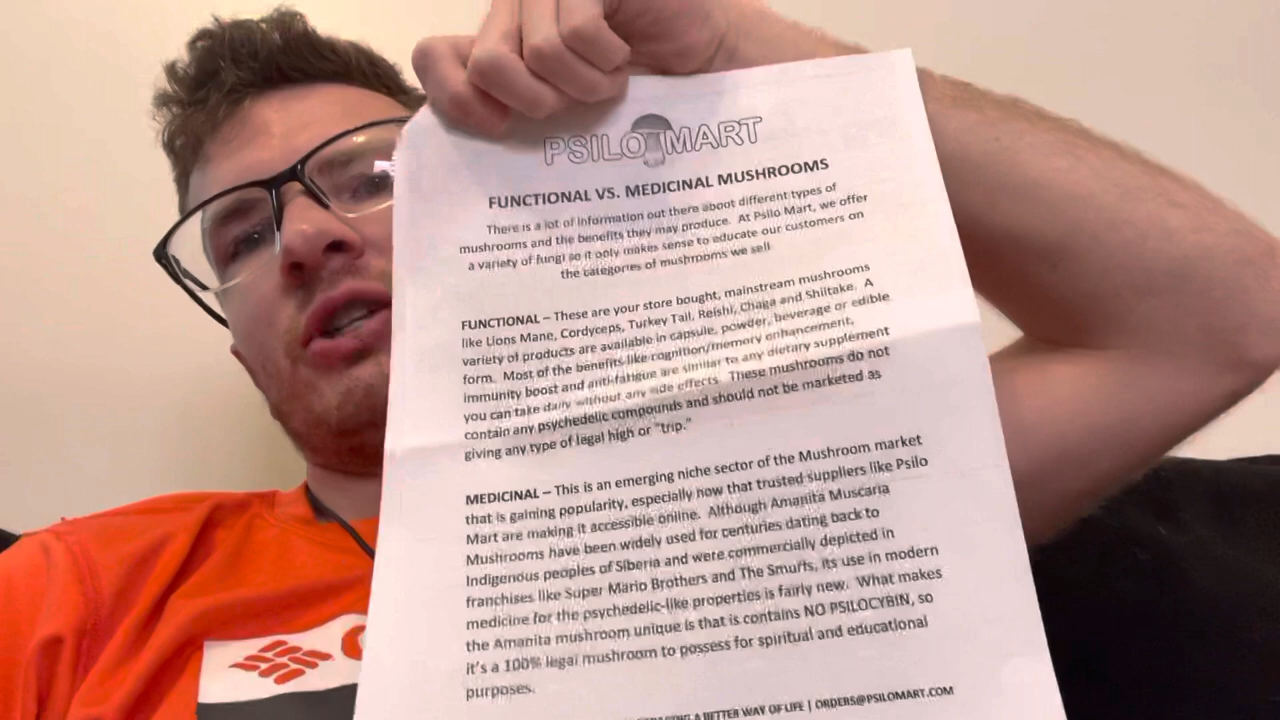 PSILO MART
FUNCTIONAL VS. MEDICINAL MUSHROOMS
There is a lot of information out there about different types of
mushrooms and the benefits they may produce. At Psilo Mart, we offer
a variety of fungi so it only makes sense to educate our customers on
the categories of mushrooms we sell
FUNCTIONAL – These are your store bought, mainstream mushrooms
like Lions Mane, Cordyceps, Turkey Tail, Reishi, Chaga and Shiitake. A
variety of products are available in capsule, powder, beverage or edible
form. Most of the benefits like cognition/memory enhancement,
immunity boost and anti-fatigue are similar to any dietary supplement
you can take daily without any side effects. These mushrooms do not
contain any psychedelic compounds and should not be marketed as
giving any type of legal high or "trip."
MEDICINAL – This is an emerging niche sector of the Mushroom market
that is gaining popularity, especially now that trusted suppliers like Psilo
Mart are making it accessible online. Although Amanita Muscaria
Mushrooms have been widely used for centuries dating back to
Indigenous peoples of Siberia and were commercially depicted in
franchises like Super Mario Brothers and The Smurfs, its use in modern
medicine for the psychedelic-like properties is fairly new. What makes
the Amanita mushroom unique is that is contains NO PSILOCYBIN, so
it's a 100% legal mushroom to possess for spiritual and educational
purposes.
A BETTER WAY OF LIFE | ORDERS@PSILOMART.COM